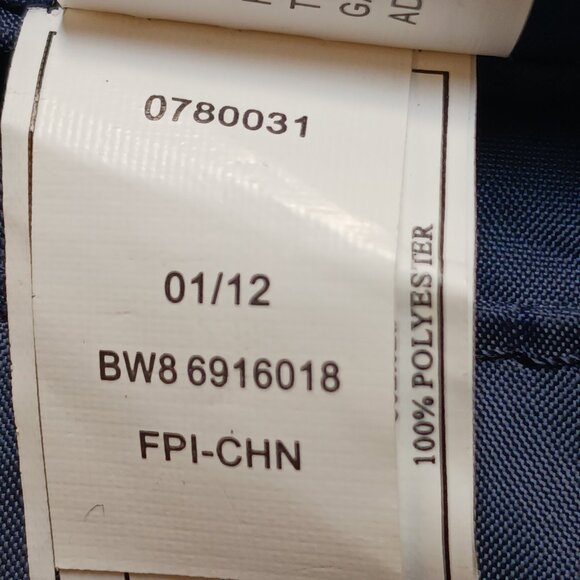 0780031
01/12
BW8 6916018
FPI-CHN
100% POLYESTER